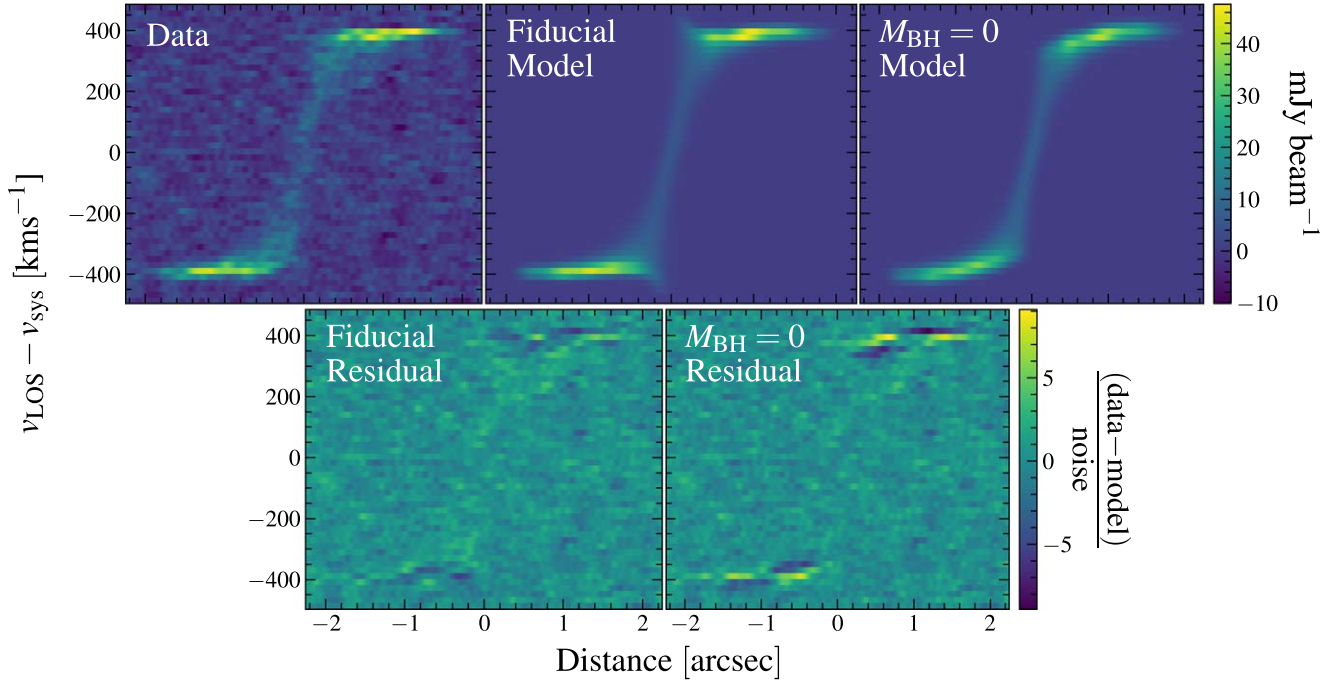 Data
Fiducial
Model
M_BH = 0
Model
400
200
0
−200
−400
40
30
20
10
0
−10
mJy beam⁻¹
v_LOS − v_sys [kms⁻¹]
Fiducial
Residual
M_BH = 0
Residual
400
200
0
−200
−400
5
0
−5
(data−model)
noise
−2 −1 0 1 2
−2 −1 0 1 2
Distance [arcsec]